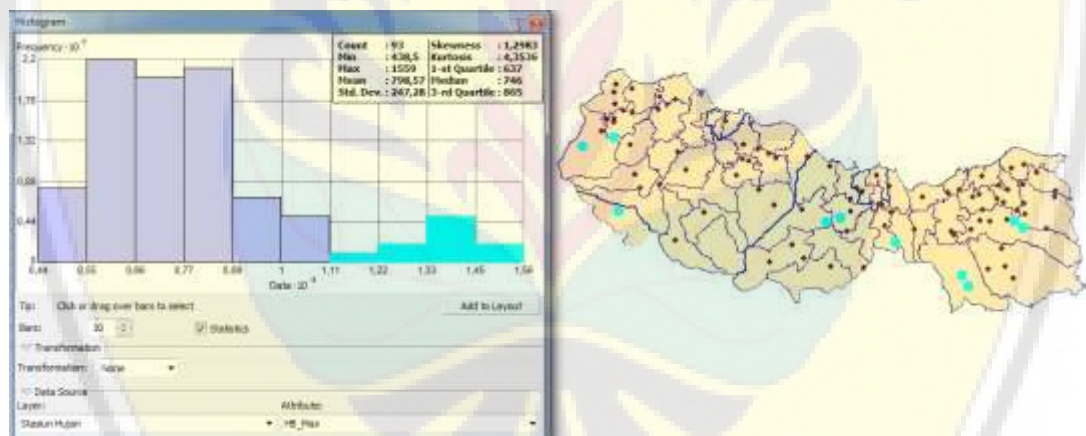 Histogram
Frequency · 10
Count : 93 Skewness : 1,2983
Min : 438,5 Kurtosis : 4,3536
Max : 1559 1-st Quartile : 637
Mean : 798,57 Median : 746
Std. Dev. : 247,28 3-rd Quartile : 865
2,2
1,76
1,32
0,88
0,44
0
0,44 0,55 0,66 0,77 0,89 1 1,11 1,22 1,33 1,45 1,56
Data · 10
Tip: Click or drag over bars to select
Add to Layout
Bars: 10 Statistics
Transformation
Transformation: None
Data Source
Layer: Attribute:
Stasiun Hujan HB_Max